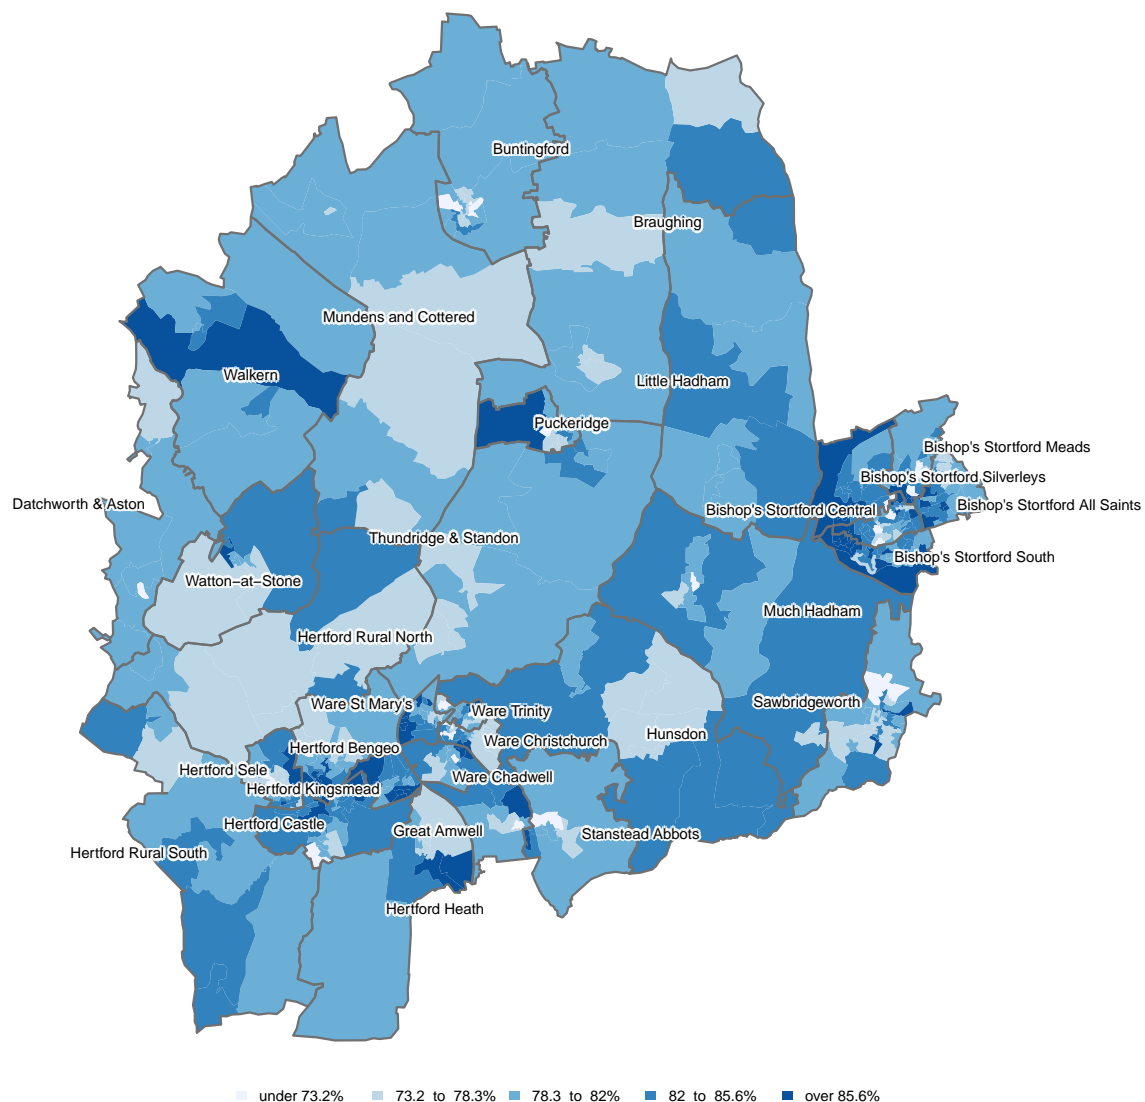 Buntingford
Braughing
Mundens and Cottered
Walkern
Little Hadham
Puckeridge
Bishop's Stortford Meads
Bishop's Stortford Silverleys
Datchworth & Aston
Bishop's Stortford All Saints
Bishop's Stortford Central
Thundridge & Standon
Bishop's Stortford South
Watton−at−Stone
Much Hadham
Hertford Rural North
Ware St Mary's
Sawbridgeworth
Ware Trinity
Hunsdon
Ware Christchurch
Hertford Bengeo
Hertford Sele
Ware Chadwell
Hertford Kingsmead
Hertford Castle
Great Amwell
Stanstead Abbots
Hertford Rural South
Hertford Heath
under 73.2% 73.2 to 78.3% 78.3 to 82% 82 to 85.6% over 85.6%